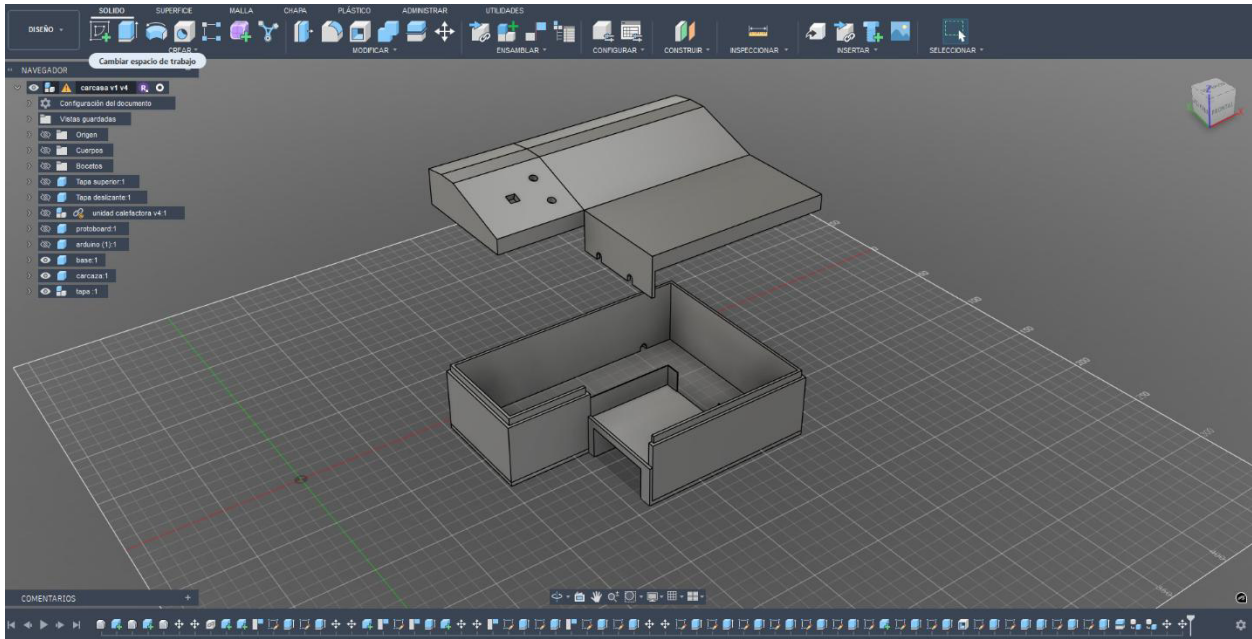 SOLIDO SUPERFICIE MALLA CHAPA PLÁSTICO ADMINISTRAR UTILIDADES
DISEÑO
CREAR MODIFICAR ENSAMBLAR CONFIGURAR CONSTRUIR INSPECCIONAR INSERTAR SELECCIONAR
Cambiar espacio de trabajo
NAVEGADOR
carcasa v1 v4 R
Configuración del documento
Vistas guardadas
Origen
Cuerpos
Bocetos
Tapa superior:1
Tapa deslizante:1
unidad calefactora v4:1
protoboard:1
arduino (1):1
base:1
carcaza:1
tapa :1
COMENTARIOS